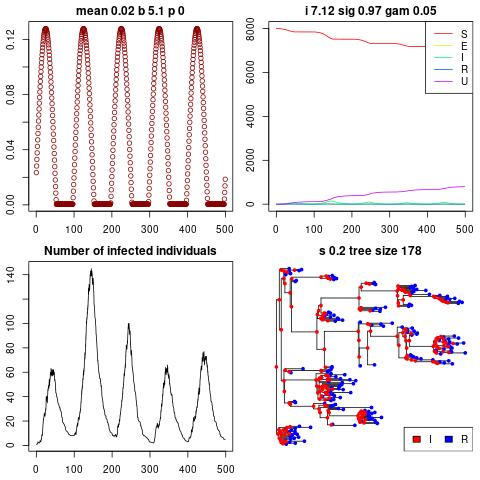 mean 0.02 b 5.1 p 0
0.12
0.08
0.04
0.00
0 100 200 300 400 500
i 7.12 sig 0.97 gam 0.05
8000
6000
4000
2000
0
S
E
I
R
U
0 100 200 300 400 500
Number of infected individuals
140
100
80
60
40
20
0
0 100 200 300 400 500
s 0.2 tree size 178
I R